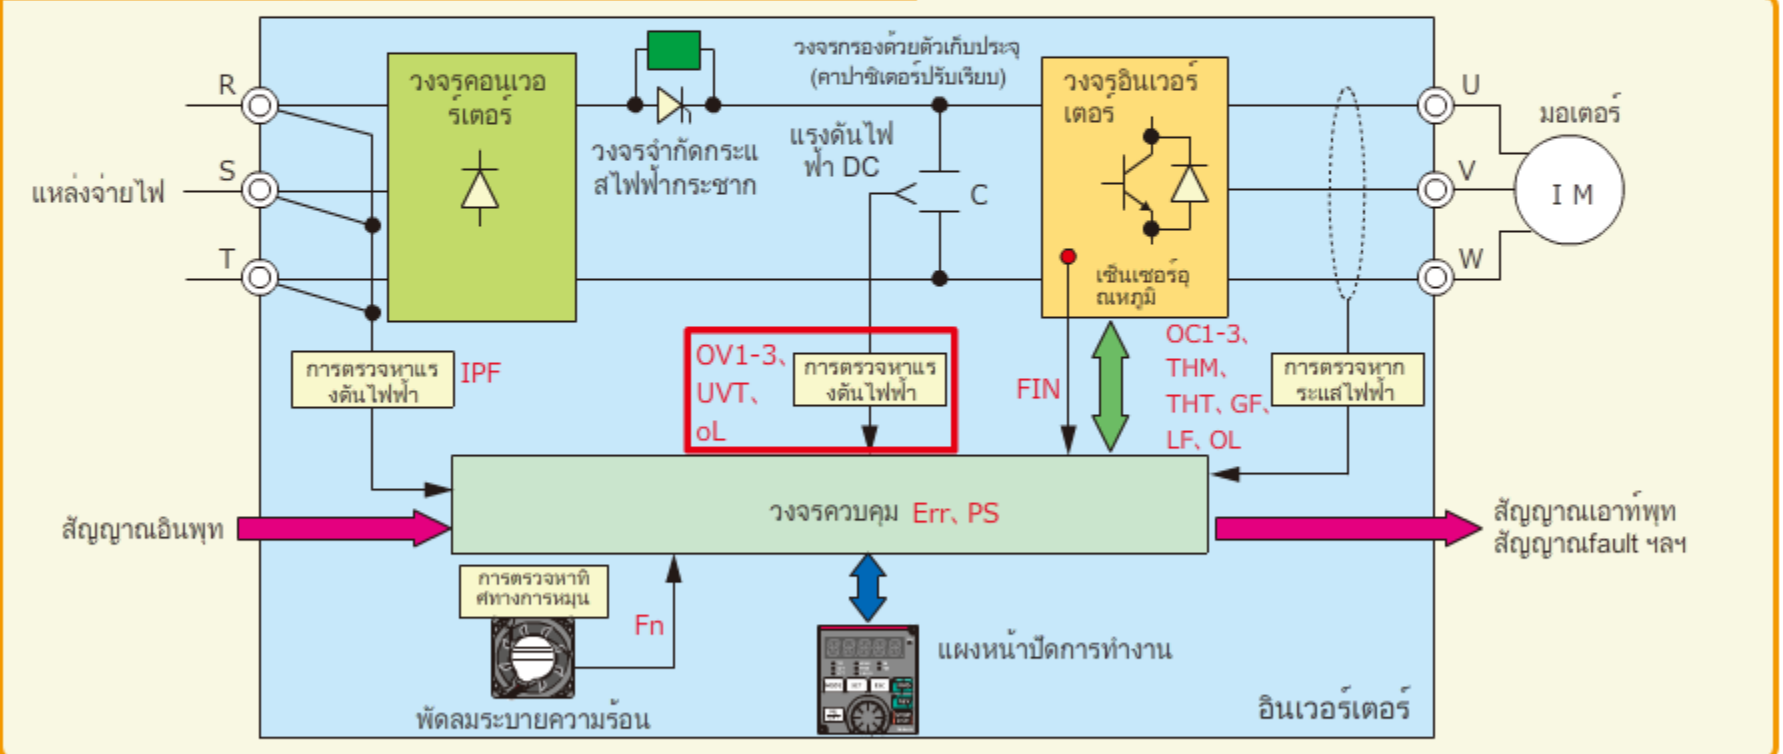 R
S
T
แหล่งจ่ายไฟ
วงจรคอนเวอ
ร์เตอร์
วงจรจำกัดกระแ
สไฟฟ้ากระชาก
วงจรกรองด้วยตัวเก็บประจุ
(คาปาซิเตอร์ปรับเรียบ)
แรงดันไฟ
ฟ้า DC
C
วงจรอินเวอร์
เตอร์
เซ็นเซอร์อุ
ณหภูมิ
U
V
W
มอเตอร์
I M
การตรวจหาแร
งดันไฟฟ้า
IPF
OV1-3、
UVT、
oL
การตรวจหาแร
งดันไฟฟ้า
FIN
OC1-3、
THM、
THT、GF、
LF、OL
การตรวจหาก
ระแสไฟฟ้า
วงจรควบคุม Err、PS
สัญญาณอินพุท
สัญญาณเอาท์พุท
สัญญาณfault ฯลฯ
การตรวจหาทิ
ศทางการหมุน
Fn
พัดลมระบายความร้อน
แผงหน้าปัดการทำงาน
อินเวอร์เตอร์